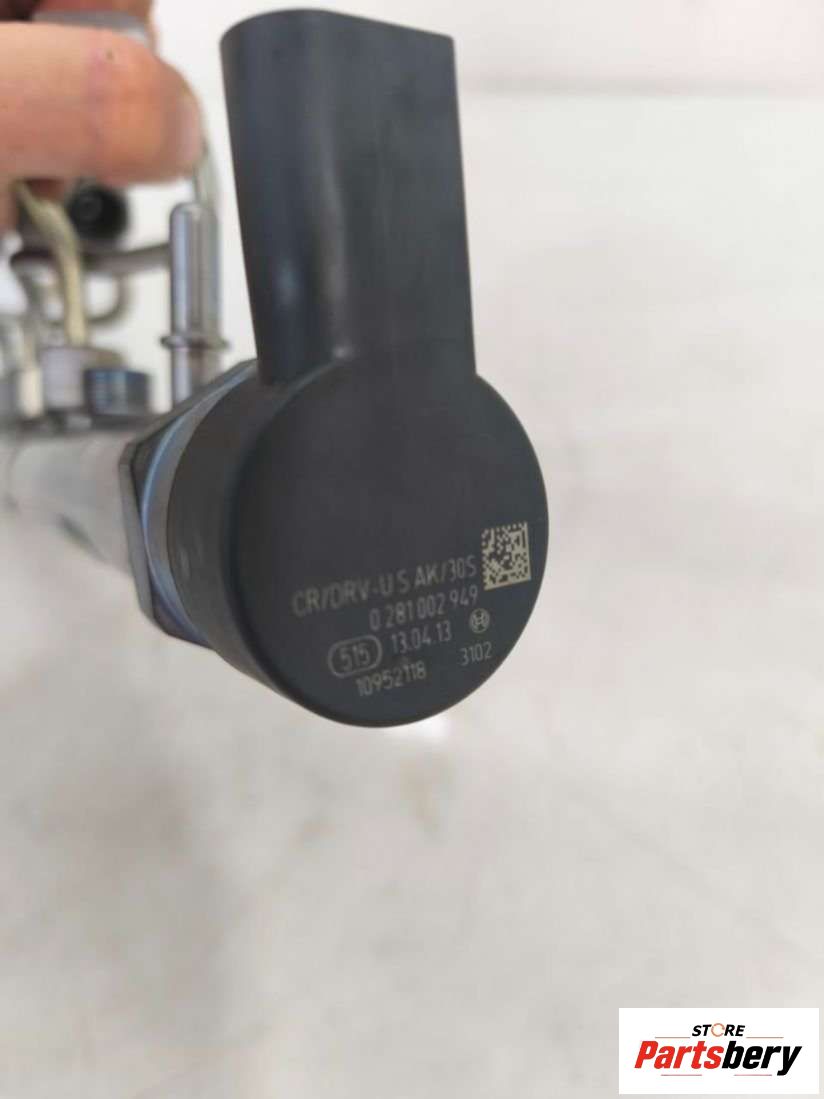 CR/DRV-U S AK/30S
0 281 002 949
515 13.04.13
10952118 3102
STORE
Partsbery